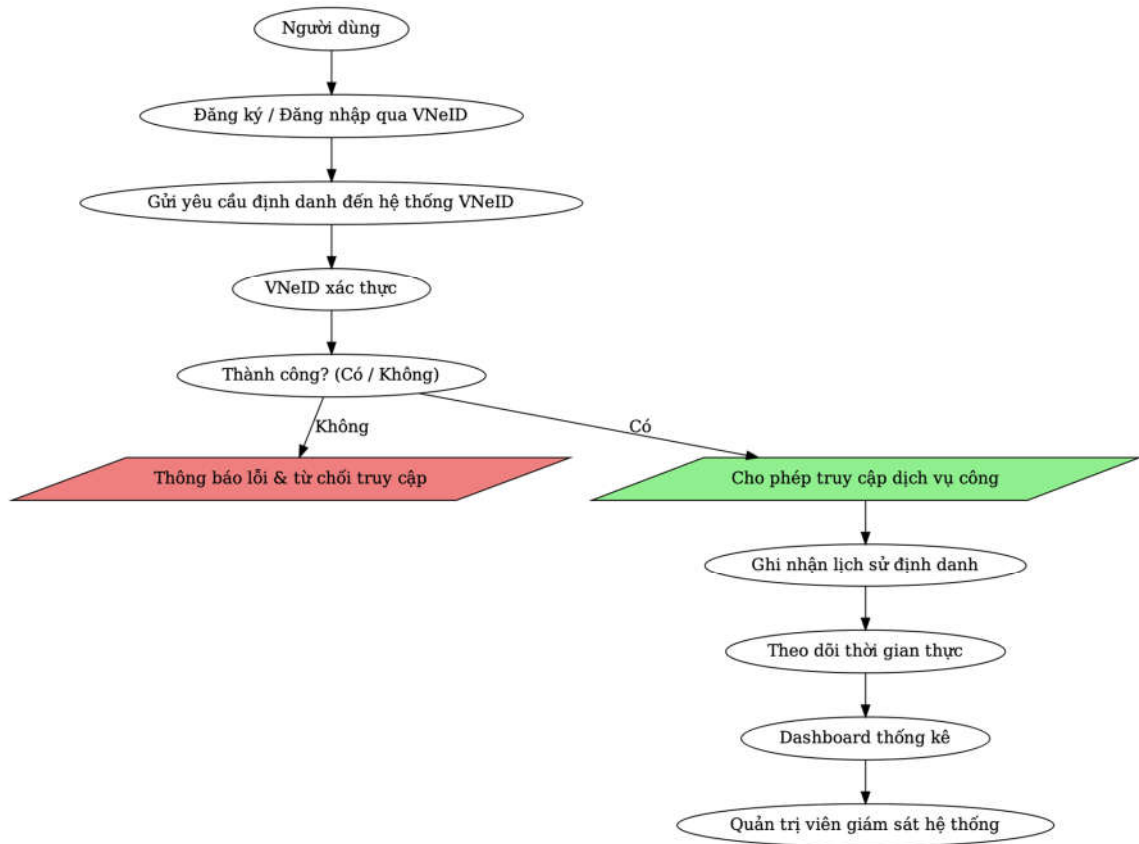 Người dùng
Đăng ký / Đăng nhập qua VNeID
Gửi yêu cầu định danh đến hệ thống VNeID
VNeID xác thực
Thành công? (Có / Không)
Không
Có
Thông báo lỗi & từ chối truy cập
Cho phép truy cập dịch vụ công
Ghi nhận lịch sử định danh
Theo dõi thời gian thực
Dashboard thống kê
Quản trị viên giám sát hệ thống